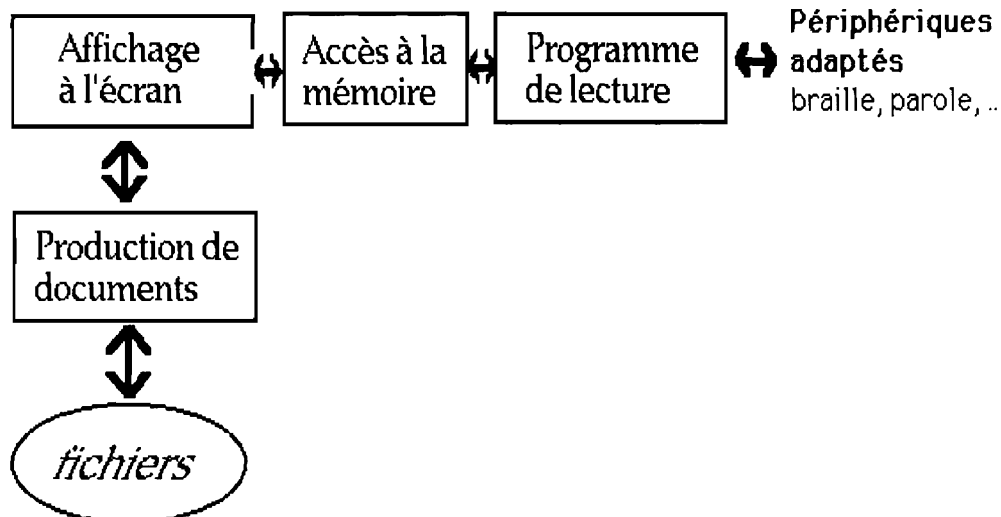 Affichage
à l'écran
Accès à la
mémoire
Programme
de lecture
Périphériques
adaptés
braille, parole, ..
Production de
documents
fichiers